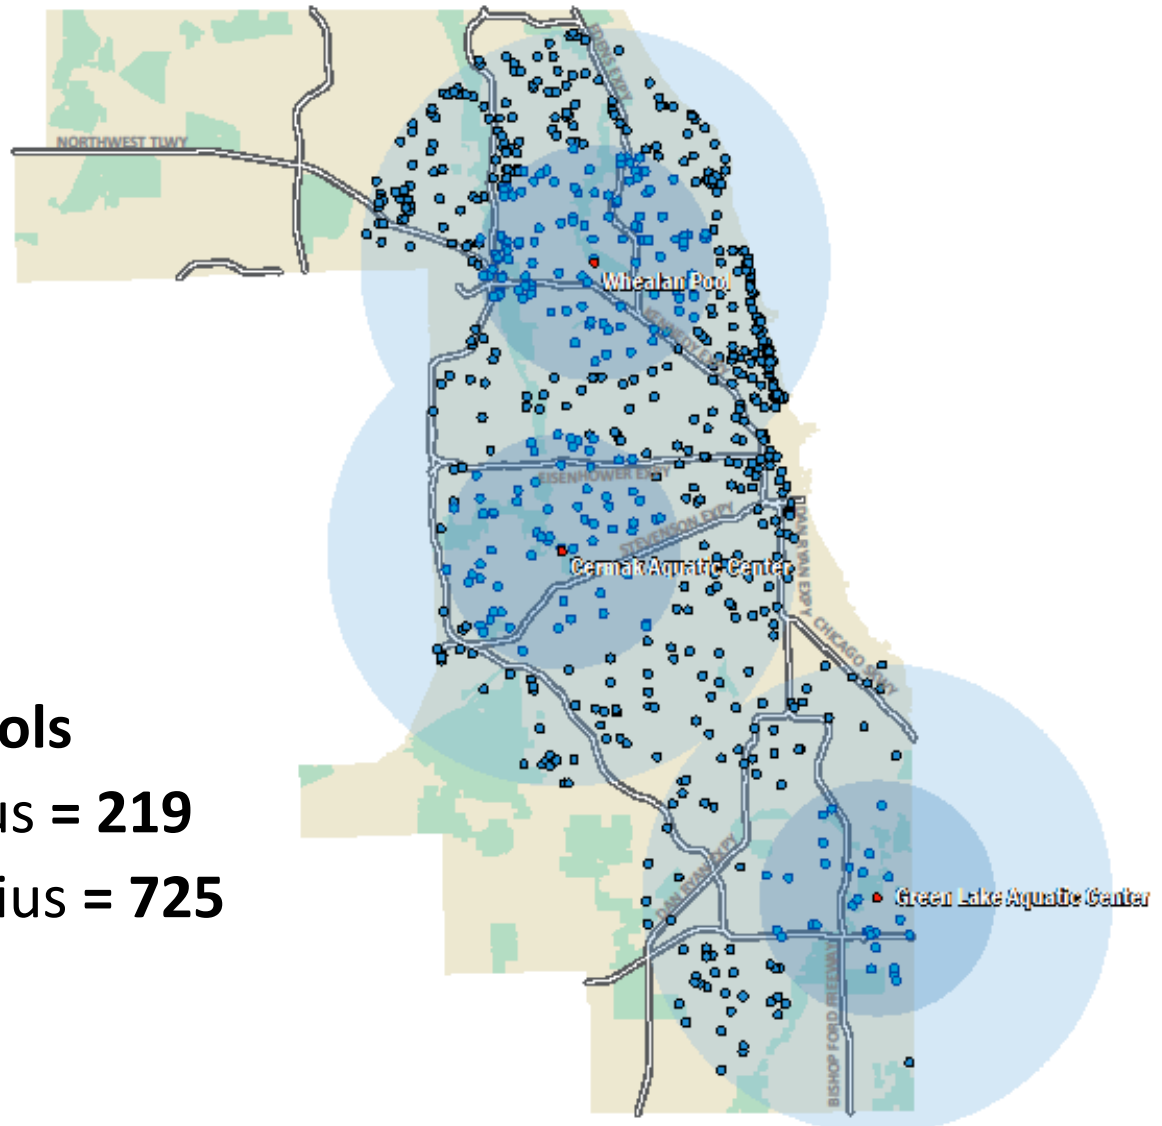 EDENS EXPY
NORTHWEST TLWY
Whealan Pool
KENNEDY EXPY
EISENHOWER EXPY
STEVENSON EXPY
DAN RYAN EXPY
Cermak Aquatic Center
CHICAGO SKWY
ols
us = 219
ius = 725
DAN RYAN EXPY
Green Lake Aquatic Center
BISHOP FORD FREEWAY